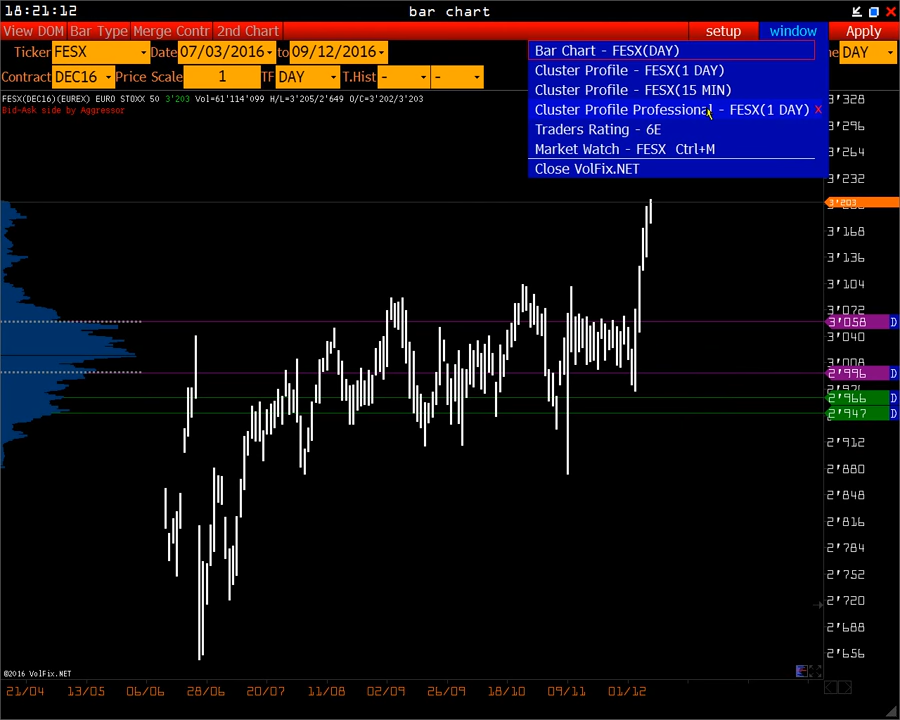 18:21:12 bar chart
View DOM Bar Type Merge Contr 2nd Chart setup window Apply
Ticker FESX Date 07/03/2016 to 09/12/2016 ne DAY
Contract DEC16 Price Scale 1 TF DAY T.Hist - -
Bar Chart - FESX(DAY)
Cluster Profile - FESX(1 DAY)
Cluster Profile - FESX(15 MIN)
Cluster Profile Professional - FESX(1 DAY) x
Traders Rating - 6E
Market Watch - FESX Ctrl+M
Close VolFix.NET
FESX(DEC16)(EUREX) EURO STOXX 50 3'203 Vol=61'114'099 H/L=3'205/2'649 O/C=3'202/3'203
Bid-Ask side by Aggressor
3'328
3'296
3'264
3'232
3'203
3'168
3'136
3'104
3'072
3'058 D
3'040
3'008
2'996 D
2'966 D
2'947 D
2'912
2'880
2'848
2'816
2'784
2'752
2'720
2'688
2'656
©2016 VolFix.NET
21/04 13/05 06/06 28/06 20/07 11/08 02/09 26/09 18/10 09/11 01/12